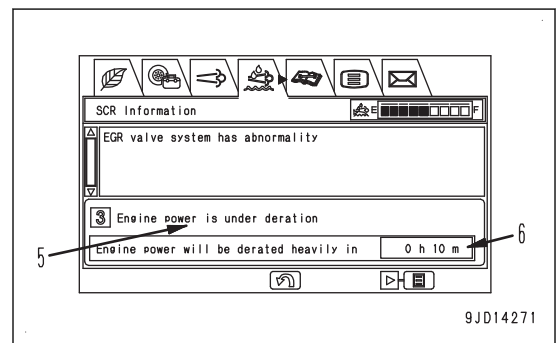 SCR Information
E F
EGR valve system has abnormality
3 Engine power is under deration
Engine power will be derated heavily in 0 h 10 m
5
6
9JD14271